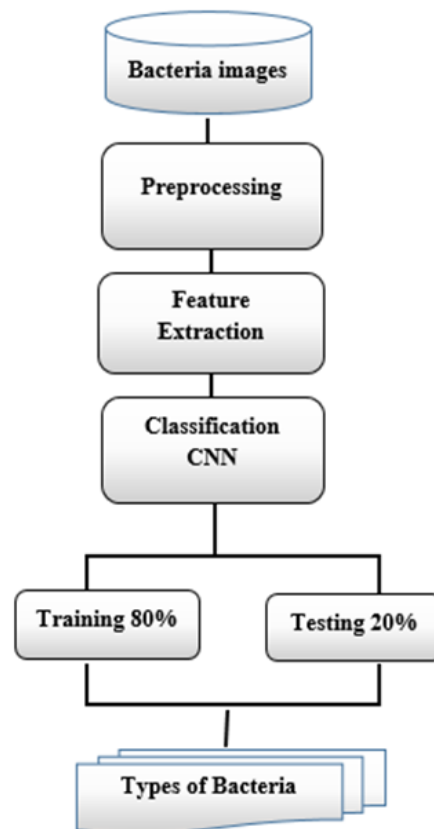 Bacteria images
Preprocessing
Feature
Extraction
Classification
CNN
Training 80%
Testing 20%
Types of Bacteria